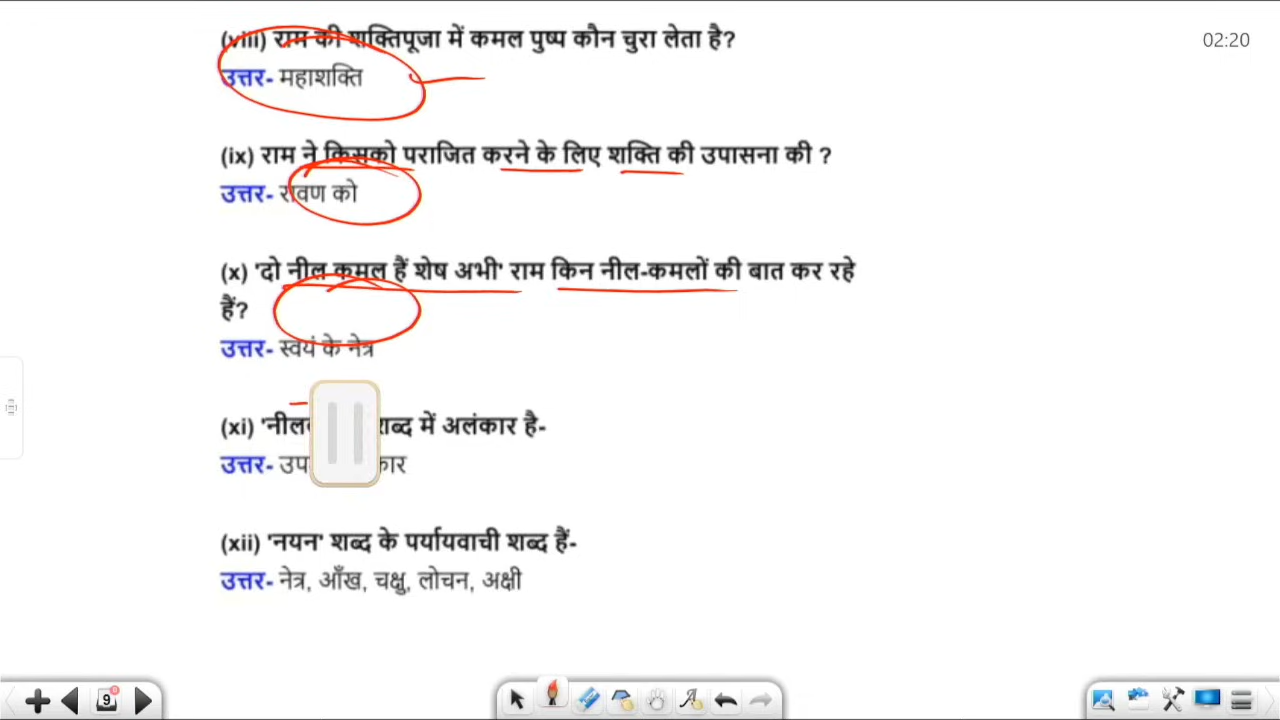 02:20
(viii) राम की शक्तिपूजा में कमल पुष्प कौन चुरा लेता है?
उत्तर- महाशक्ति
(ix) राम ने किसको पराजित करने के लिए शक्ति की उपासना की ?
उत्तर- रावण को
(x) 'दो नील कमल हैं शेष अभी' राम किन नील-कमलों की बात कर रहे
हैं?
उत्तर- स्वयं के नेत्र
(xi) शब्द में अलंकार है-
उत्तर-
(xii) 'नयन' शब्द के पर्यायवाची शब्द हैं-
उत्तर- नेत्र, आँख, चक्षु, लोचन, अक्षी
9